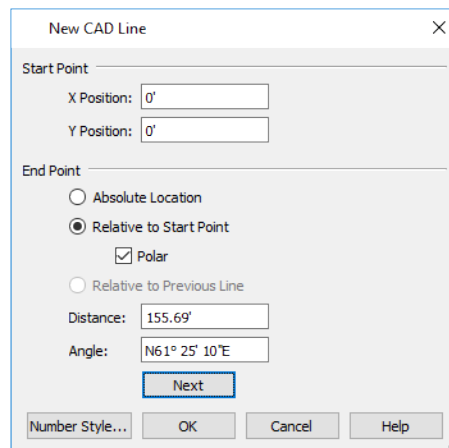 New CAD Line
Start Point
X Position: 0'
Y Position: 0'
End Point
Absolute Location
Relative to Start Point
Polar
Relative to Previous Line
Distance: 155.69'
Angle: N61° 25' 10"E
Next
Number Style... OK Cancel Help